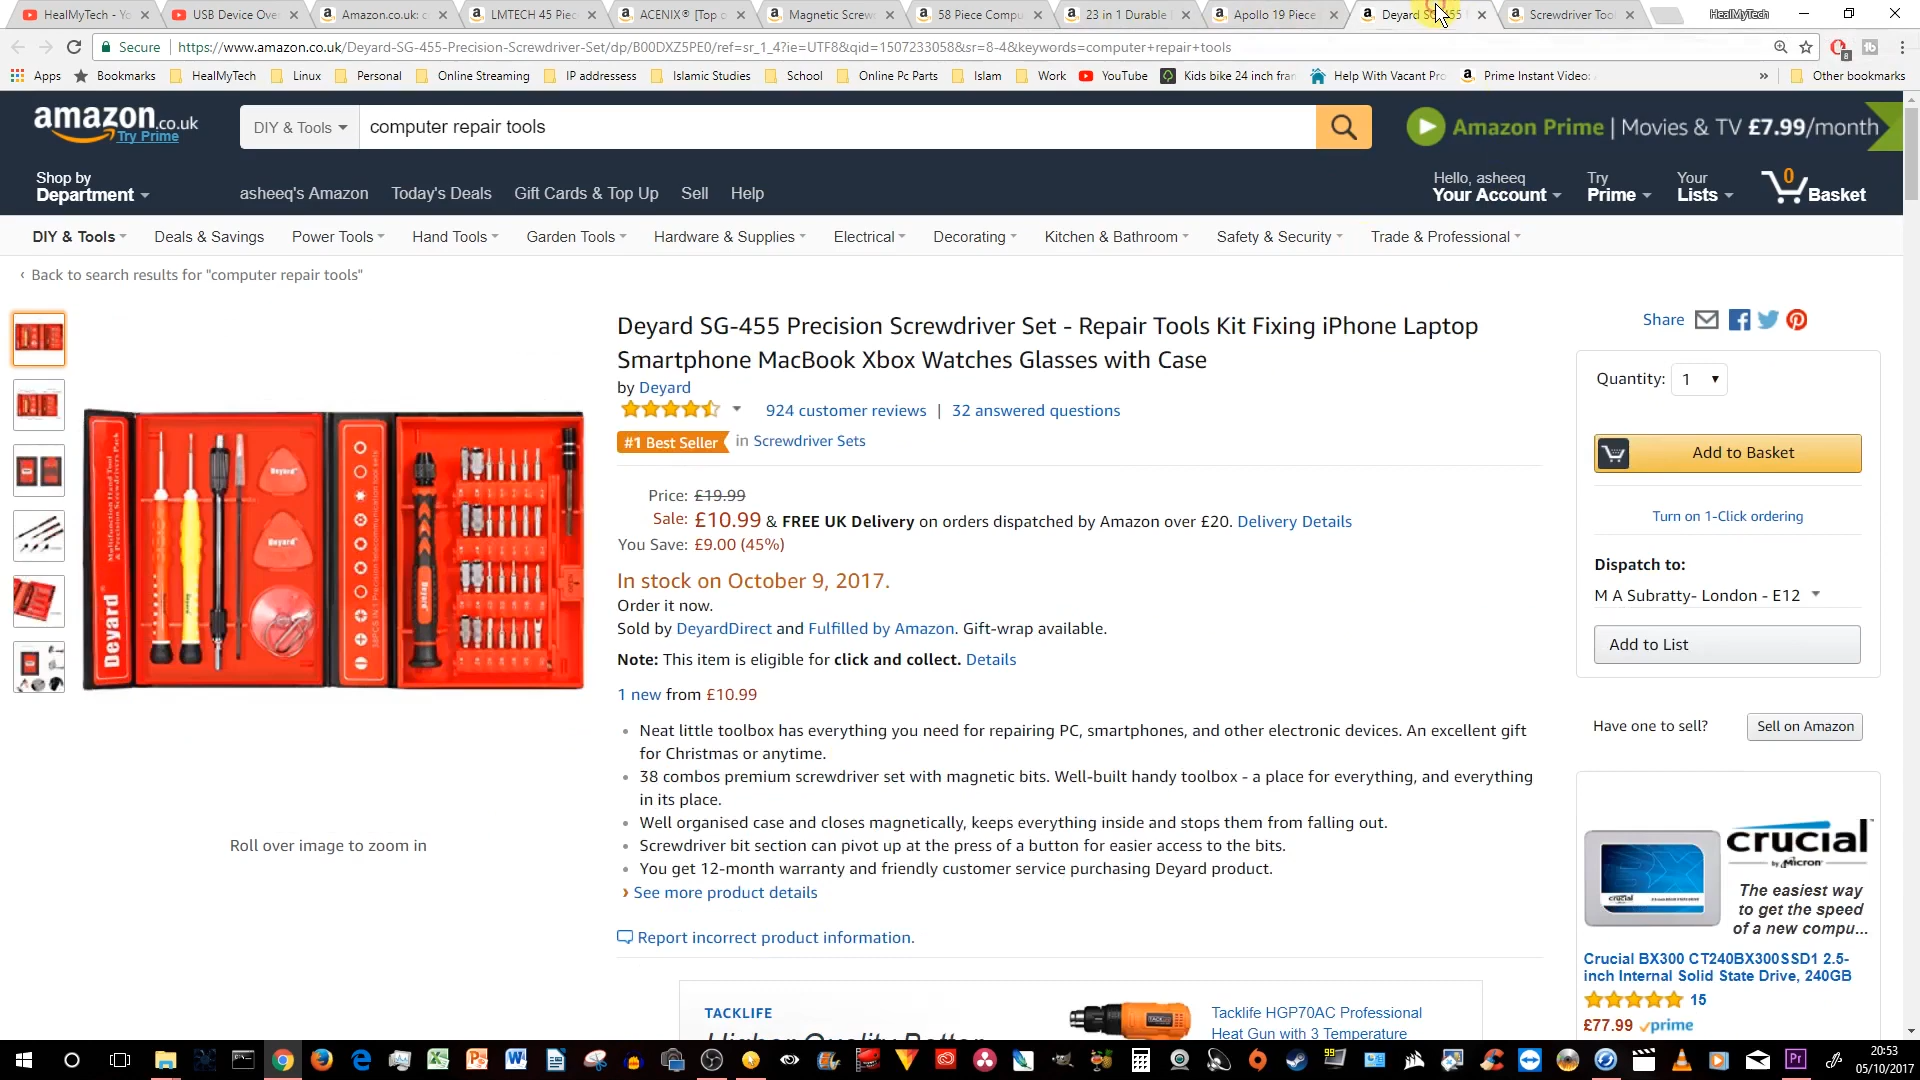 HealMyTech - Yo
USB Device Ove
Amazon.co.uk: c
LMTECH 45 Piec
ACENIX® [Top c
Magnetic Screw
58 Piece Compu
23 in 1 Durable
Apollo 19 Piece
Deyard SG-455
Screwdriver Too
HealMyTech
Secure
https://www.amazon.co.uk/Deyard-SG-455-Precision-Screwdriver-Set/dp/B00DXZ5PE0/ref=sr_1_4?ie=UTF8&qid=1507233058&sr=8-4&keywords=computer+repair+tools
Apps
Bookmarks
HealMyTech
Linux
Personal
Online Streaming
IP addressess
Islamic Studies
School
Online Pc Parts
Islam
Work
YouTube
Kids bike 24 inch fran
Help With Vacant Pro
Prime Instant Video:
»
Other bookmarks
amazon.co.uk
Try Prime
DIY & Tools
computer repair tools
Amazon Prime | Movies & TV £7.99/month
Shop by
Department
asheeq's Amazon
Today's Deals
Gift Cards & Top Up
Sell
Help
Hello, asheeq
Your Account
Try
Prime
Your
Lists
0
Basket
DIY & Tools
Deals & Savings
Power Tools
Hand Tools
Garden Tools
Hardware & Supplies
Electrical
Decorating
Kitchen & Bathroom
Safety & Security
Trade & Professional
‹ Back to search results for "computer repair tools"
Deyard SG-455 Precision Screwdriver Set - Repair Tools Kit Fixing iPhone Laptop
Smartphone MacBook Xbox Watches Glasses with Case
by Deyard
924 customer reviews | 32 answered questions
#1 Best Seller in Screwdriver Sets
Price: £19.99
Sale: £10.99 & FREE UK Delivery on orders dispatched by Amazon over £20. Delivery Details
You Save: £9.00 (45%)
In stock on October 9, 2017.
Order it now.
Sold by DeyardDirect and Fulfilled by Amazon. Gift-wrap available.
Note: This item is eligible for click and collect. Details
1 new from £10.99
• Neat little toolbox has everything you need for repairing PC, smartphones, and other electronic devices. An excellent gift
for Christmas or anytime.
• 38 combos premium screwdriver set with magnetic bits. Well-built handy toolbox - a place for everything, and everything
in its place.
• Well organised case and closes magnetically, keeps everything inside and stops them from falling out.
• Screwdriver bit section can pivot up at the press of a button for easier access to the bits.
• You get 12-month warranty and friendly customer service purchasing Deyard product.
› See more product details
Report incorrect product information.
Deyard
Deyard
Deyard
Roll over image to zoom in
Share
Quantity: 1
Add to Basket
Turn on 1-Click ordering
Dispatch to:
M A Subratty- London - E12
Add to List
Have one to sell?
Sell on Amazon
crucial
by Micron
crucial
The easiest way
to get the speed
of a new compu...
Crucial BX300 CT240BX300SSD1 2.5-
inch Internal Solid State Drive, 240GB
15
£77.99 prime
TACKLIFE
Tacklife HGP70AC Professional
Heat Gun with 3 Temperature
20:53
05/10/2017